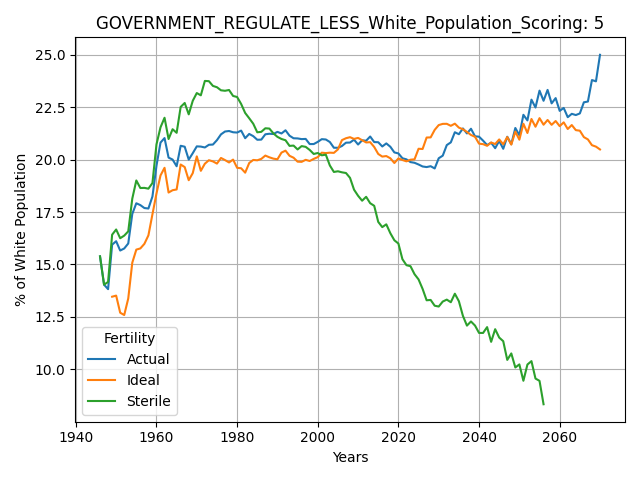 GOVERNMENT_REGULATE_LESS_White_Population_Scoring: 5
% of White Population
25.0
22.5
20.0
17.5
15.0
12.5
10.0
Fertility
Actual
Ideal
Sterile
1940 1960 1980 2000 2020 2040 2060
Years